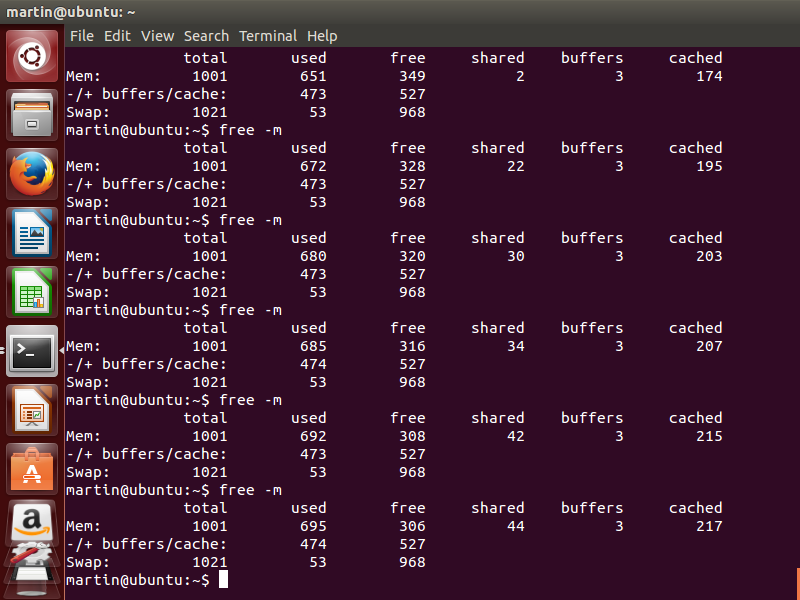 martin@ubuntu: ~
File Edit View Search Terminal Help
total used free shared buffers cached
Mem: 1001 651 349 2 3 174
-/+ buffers/cache: 473 527
Swap: 1021 53 968
martin@ubuntu:~$ free -m
total used free shared buffers cached
Mem: 1001 672 328 22 3 195
-/+ buffers/cache: 473 527
Swap: 1021 53 968
martin@ubuntu:~$ free -m
total used free shared buffers cached
Mem: 1001 680 320 30 3 203
-/+ buffers/cache: 473 527
Swap: 1021 53 968
martin@ubuntu:~$ free -m
total used free shared buffers cached
Mem: 1001 685 316 34 3 207
-/+ buffers/cache: 474 527
Swap: 1021 53 968
martin@ubuntu:~$ free -m
total used free shared buffers cached
Mem: 1001 692 308 42 3 215
-/+ buffers/cache: 473 527
Swap: 1021 53 968
martin@ubuntu:~$ free -m
total used free shared buffers cached
Mem: 1001 695 306 44 3 217
-/+ buffers/cache: 474 527
Swap: 1021 53 968
martin@ubuntu:~$